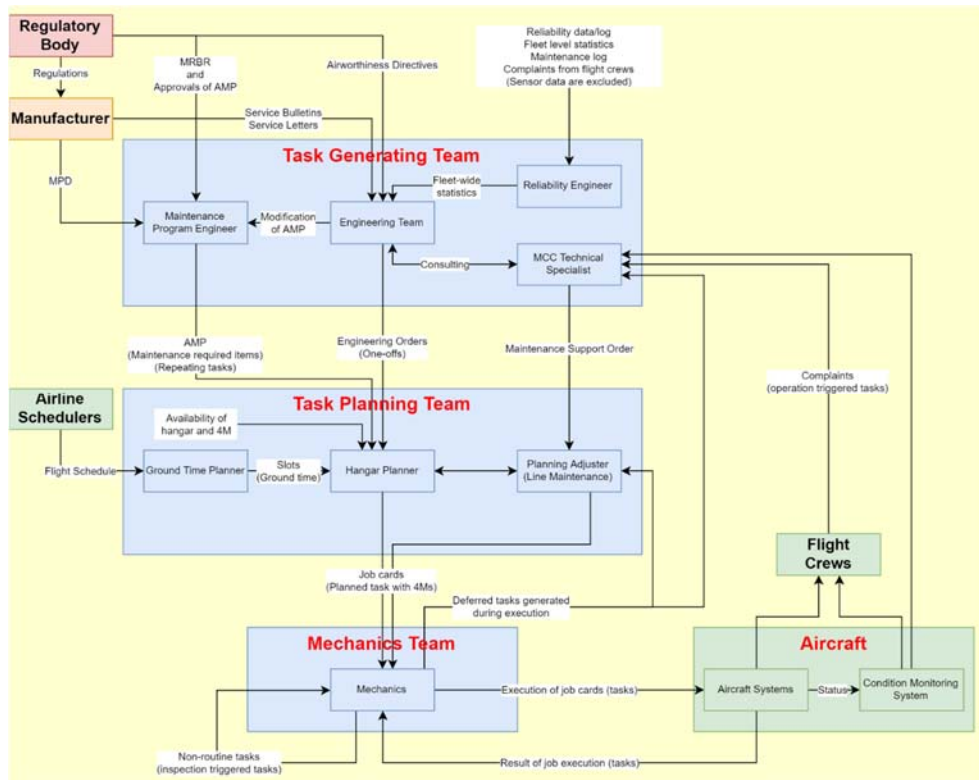 Regulatory
Body
Regulations
Manufacturer
MRBR
and
Approvals of AMP
Airworthiness Directives
Reliability data/log
Fleet level statistics
Maintenance log
Complaints from flight crews
(Sensor data are excluded)
Service Bulletins
Service Letters
MPD
Task Generating Team
Maintenance
Program Engineer
Modification
of AMP
Engineering Team
Fleet-wide
statistics
Reliability Engineer
Consulting
MCC Technical
Specialist
AMP
(Maintenance required items)
(Repeating tasks)
Engineering Orders
(One-offs)
Maintenance Support Order
Complaints
(operation triggered tasks)
Airline
Schedulers
Flight Schedule
Task Planning Team
Availability of
hangar and 4M
Ground Time Planner
Slots
(Ground time)
Hangar Planner
Planning Adjuster
(Line Maintenance)
Flight
Crews
Job cards
(Planned task with 4Ms)
Deferred tasks generated
during execution
Mechanics Team
Mechanics
Execution of job cards (tasks)
Aircraft
Aircraft Systems
Status
Condition Monitoring
System
Non-routine tasks
(inspection triggered tasks)
Result of job execution (tasks)